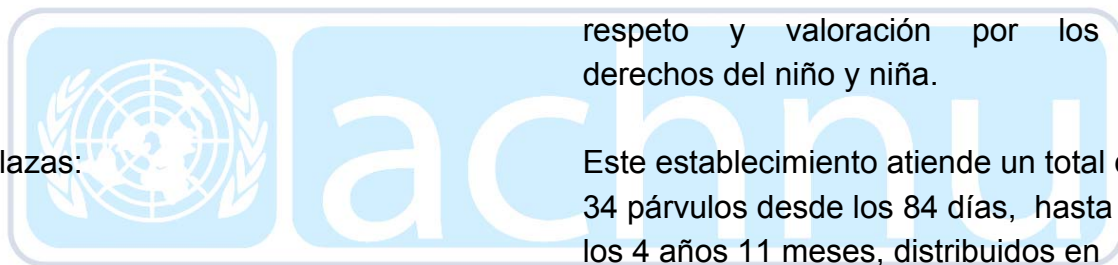 respeto y valoración por los
derechos del niño y niña.
achnu
lazas: Este establecimiento atiende un total
34 párvulos desde los 84 días, hasta
los 4 años 11 meses, distribuidos en